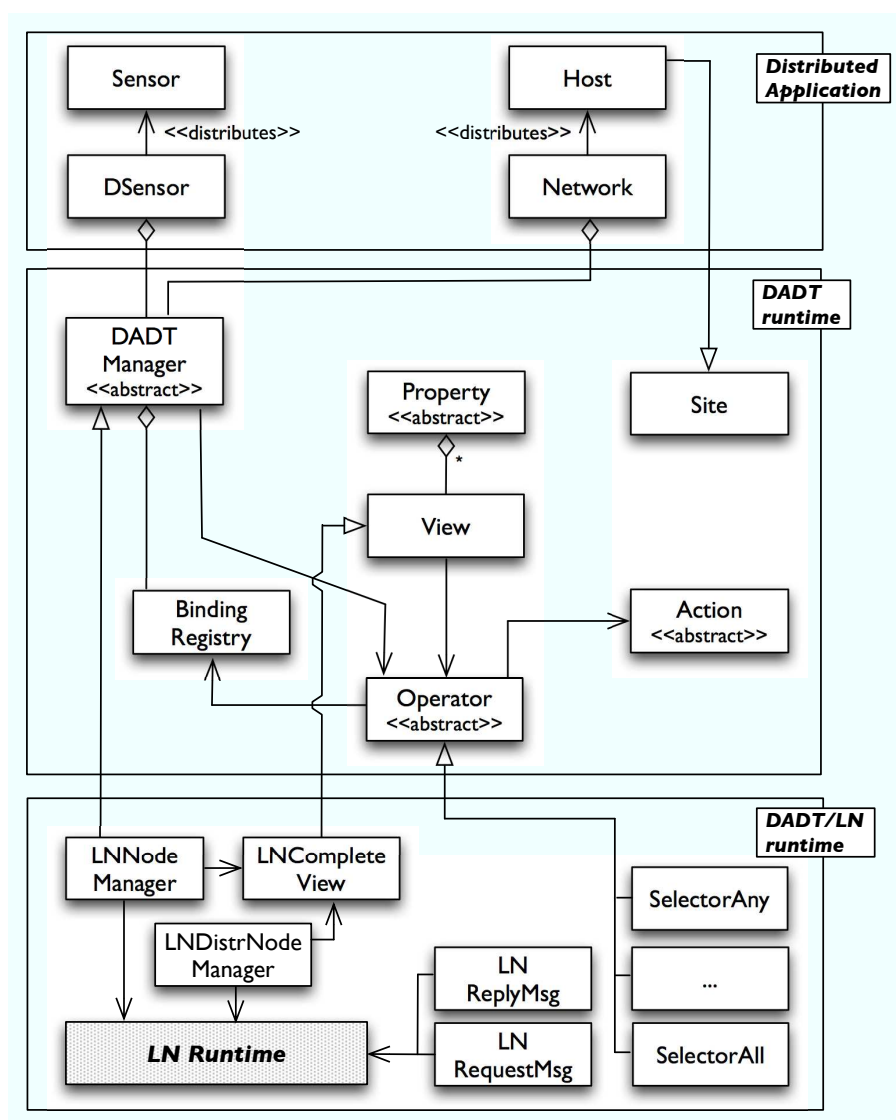 Sensor
Host
Distributed
Application
<<distributes>>
<<distributes>>
DSensor
Network
DADT
runtime
DADT
Manager
<<abstract>>
Property
<<abstract>>
*
Site
View
Binding
Registry
Action
<<abstract>>
Operator
<<abstract>>
DADT/LN
runtime
LNNode
Manager
LNComplete
View
SelectorAny
LNDistrNode
Manager
LN
ReplyMsg
...
LN Runtime
LN
RequestMsg
SelectorAll